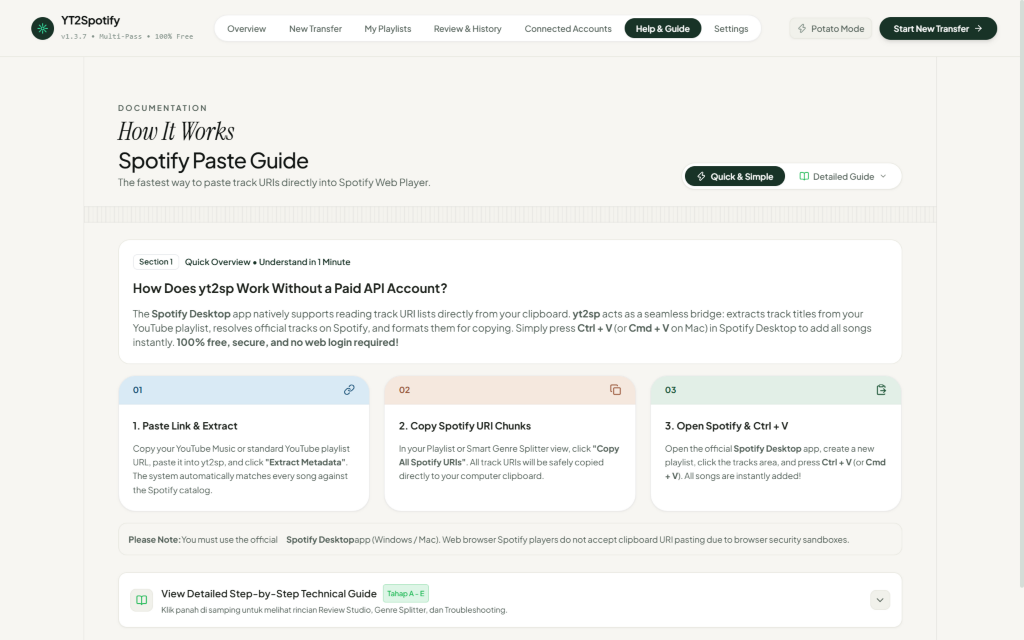 YT2Spotify
v1.3.7 • Multi-Pass • 100% Free
Overview
New Transfer
My Playlists
Review & History
Connected Accounts
Help & Guide
Settings
Potato Mode
Start New Transfer →
DOCUMENTATION
How It Works
Spotify Paste Guide
The fastest way to paste track URIs directly into Spotify Web Player.
Quick & Simple
Detailed Guide
Section 1
Quick Overview • Understand in 1 Minute
How Does yt2sp Work Without a Paid API Account?
The Spotify Desktop app natively supports reading track URI lists directly from your clipboard. yt2sp acts as a seamless bridge: extracts track titles from your
YouTube playlist, resolves official tracks on Spotify, and formats them for copying. Simply press Ctrl + V (or Cmd + V on Mac) in Spotify Desktop to add all songs
instantly. 100% free, secure, and no web login required!
01
1. Paste Link & Extract
Copy your YouTube Music or standard YouTube playlist
URL, paste it into yt2sp, and click "Extract Metadata".
The system automatically matches every song against
the Spotify catalog.
02
2. Copy Spotify URI Chunks
In your Playlist or Smart Genre Splitter view, click "Copy
All Spotify URIs". All track URIs will be safely copied
directly to your computer clipboard.
03
3. Open Spotify & Ctrl + V
Open the official Spotify Desktop app, create a new
playlist, click the tracks area, and press Ctrl + V (or Cmd
+ V). All songs are instantly added!
Please Note: You must use the official Spotify Desktop app (Windows / Mac). Web browser Spotify players do not accept clipboard URI pasting due to browser security sandboxes.
View Detailed Step-by-Step Technical Guide
Tahap A - E
Klik panah di samping untuk melihat rincian Review Studio, Genre Splitter, dan Troubleshooting.